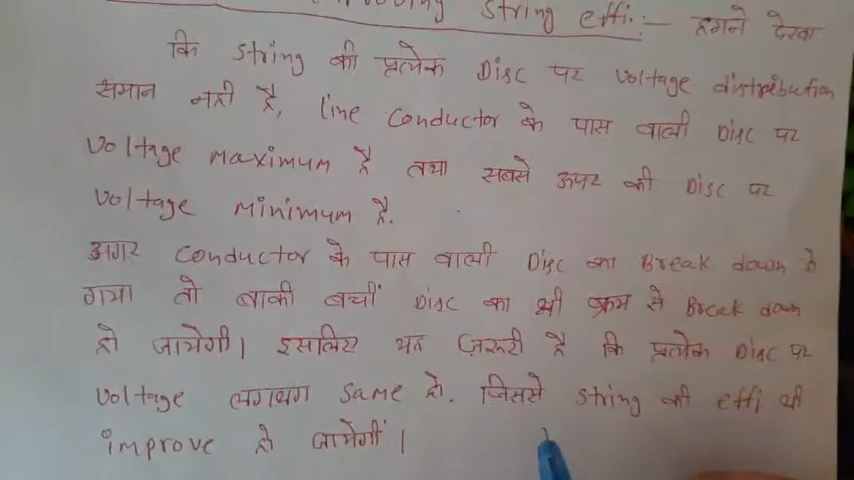 String effi:- हमने देखा
कि string की प्रत्येक Disc पर voltage distribution
समान नही है, line conductor के पास वाली Disc पर
voltage maximum है तथा सबसे ऊपर की Disc पर
voltage minimum है.
अगर conductor के पास वाली Disc का Break down हो
गया तो बाकी बचीं Disc का भी क्रम से Break down
हो जायेगी। इसलिए यह ज़रूरी है कि प्रत्येक Disc पर
voltage लगभग same हो. जिससे string की effi भी
improve हो जायेगीं।